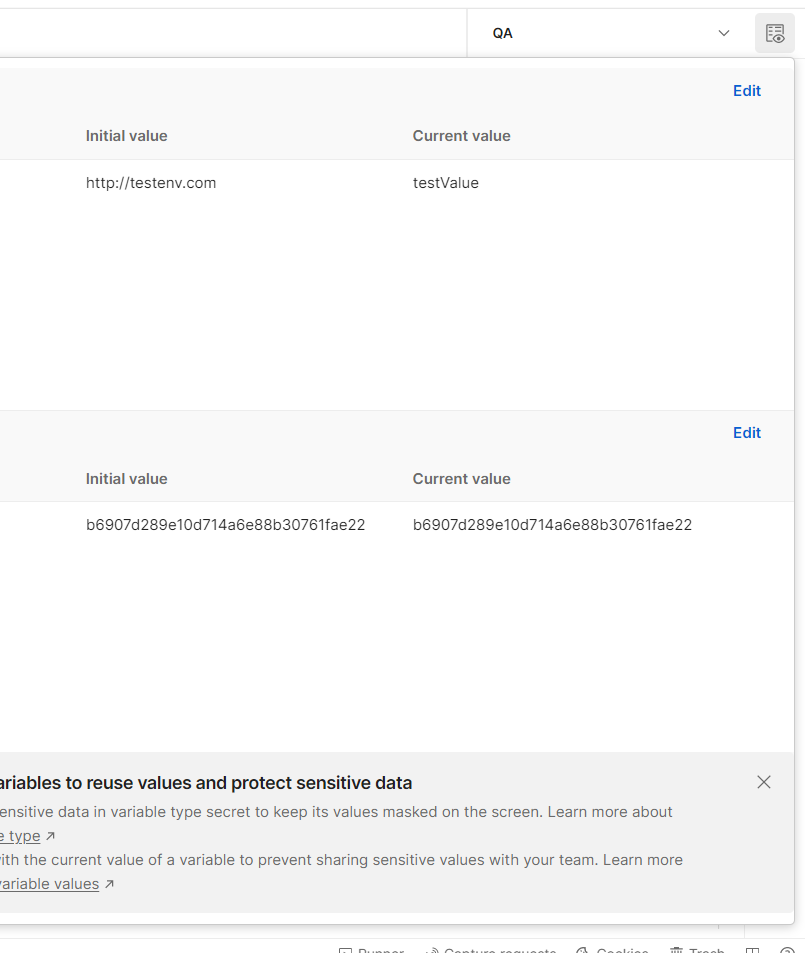 QA
Edit
Initial value Current value
http://testenv.com testValue
Edit
Initial value Current value
b6907d289e10d714a6e88b30761fae22 b6907d289e10d714a6e88b30761fae22
ariables to reuse values and protect sensitive data
ensitive data in variable type secret to keep its values masked on the screen. Learn more about
e type ↗
ith the current value of a variable to prevent sharing sensitive values with your team. Learn more
variable values ↗
Runner Capture requests Cookies Trash